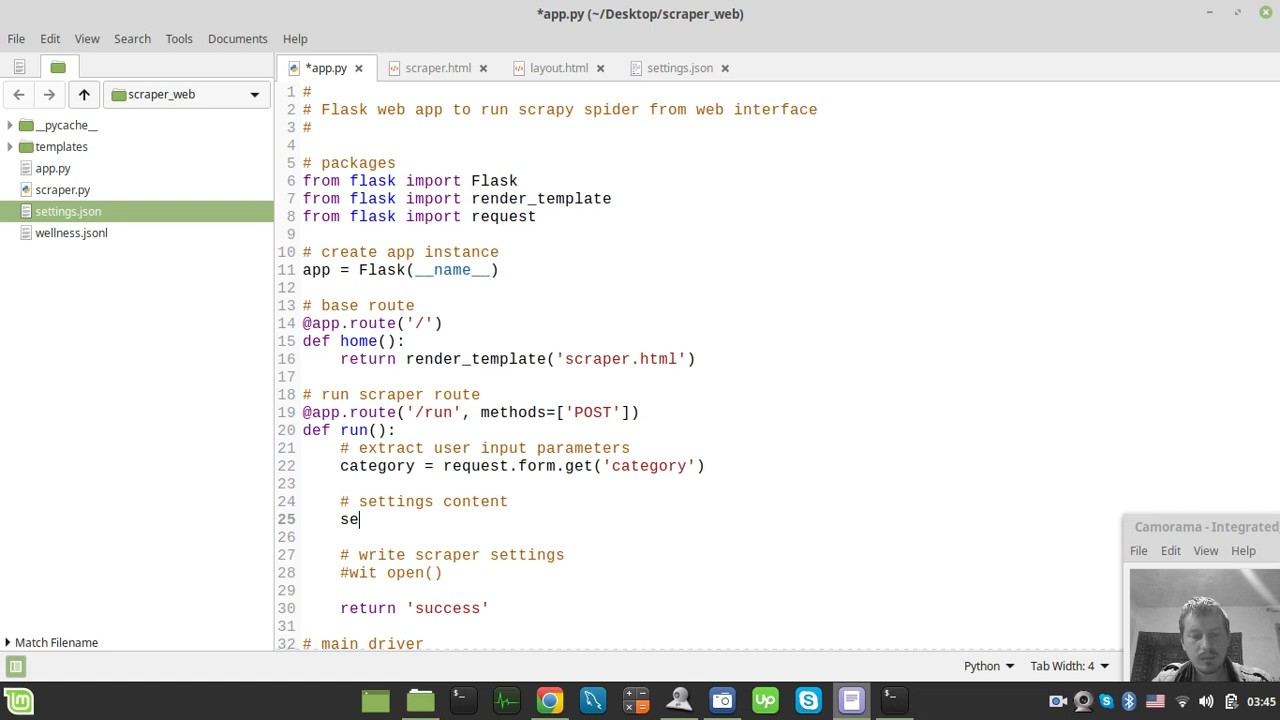 *app.py (~/Desktop/scraper_web)
File Edit View Search Tools Documents Help
*app.py scraper.html layout.html settings.json
scraper_web
__pycache__
templates
app.py
scraper.py
settings.json
wellness.jsonl
Match Filename
1 #
2 # Flask web app to run scrapy spider from web interface
3 #
4
5 # packages
6 from flask import Flask
7 from flask import render_template
8 from flask import request
9
10 # create app instance
11 app = Flask(__name__)
12
13 # base route
14 @app.route('/')
15 def home():
16     return render_template('scraper.html')
17
18 # run scraper route
19 @app.route('/run', methods=['POST'])
20 def run():
21     # extract user input parameters
22     category = request.form.get('category')
23
24     # settings content
25     se
26
27     # write scraper settings
28     #wit open()
29
30     return 'success'
31
32 # main driver
Camorama - Integrated
File Edit View Help
Python Tab Width: 4
Up
03:45